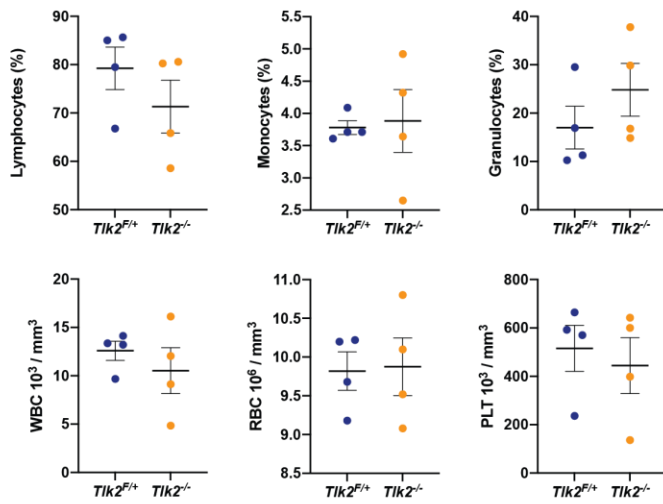 Lymphocytes (%)
90
80
70
60
50
Tlk2F/+ Tlk2-/-
Monocytes (%)
5.5
5.0
4.5
4.0
3.5
3.0
2.5
Tlk2F/+ Tlk2-/-
Granulocytes (%)
40
30
20
10
0
Tlk2F/+ Tlk2-/-
WBC 10³ / mm³
20
15
10
5
0
Tlk2F/+ Tlk2-/-
RBC 10⁶ / mm³
11.0
10.5
10.0
9.5
9.0
8.5
Tlk2F/+ Tlk2-/-
PLT 10³ / mm³
800
600
400
200
0
Tlk2F/+ Tlk2-/-